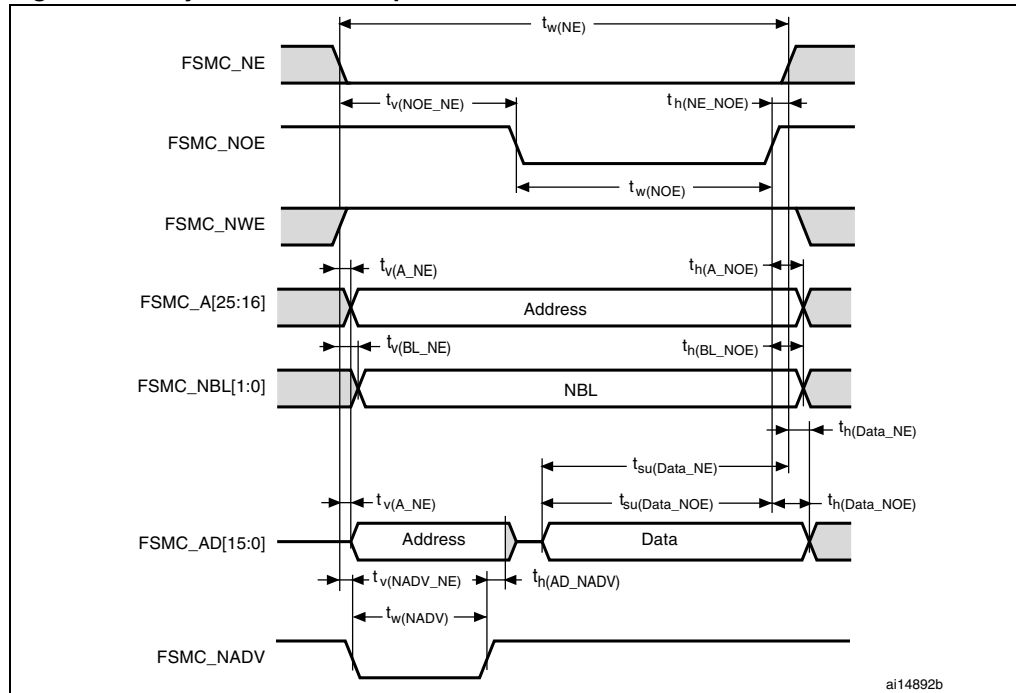 tw(NE)
FSMC_NE
tv(NOE_NE)
th(NE_NOE)
FSMC_NOE
tw(NOE)
FSMC_NWE
tv(A_NE)
th(A_NOE)
FSMC_A[25:16]
Address
tv(BL_NE)
th(BL_NOE)
FSMC_NBL[1:0]
NBL
th(Data_NE)
tsu(Data_NE)
tv(A_NE)
tsu(Data_NOE)
th(Data_NOE)
FSMC_AD[15:0]
Address
Data
tv(NADV_NE)
th(AD_NADV)
tw(NADV)
FSMC_NADV
ai14892b